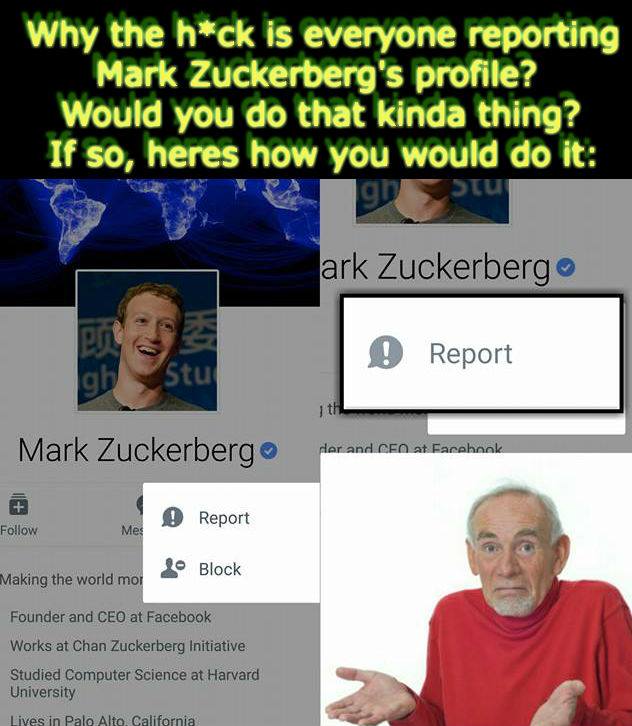 Why the h*ck is everyone reporting
Mark Zuckerberg's profile?
Would you do that kinda thing?
If so, heres how you would do it:
Mark Zuckerberg
Follow
Mes
Report
Block
Making the world mor
Founder and CEO at Facebook
Works at Chan Zuckerberg Initiative
Studied Computer Science at Harvard
University
Lives in Palo Alto, California
gh Stu
ark Zuckerberg
Report
der and CEO at Facebook